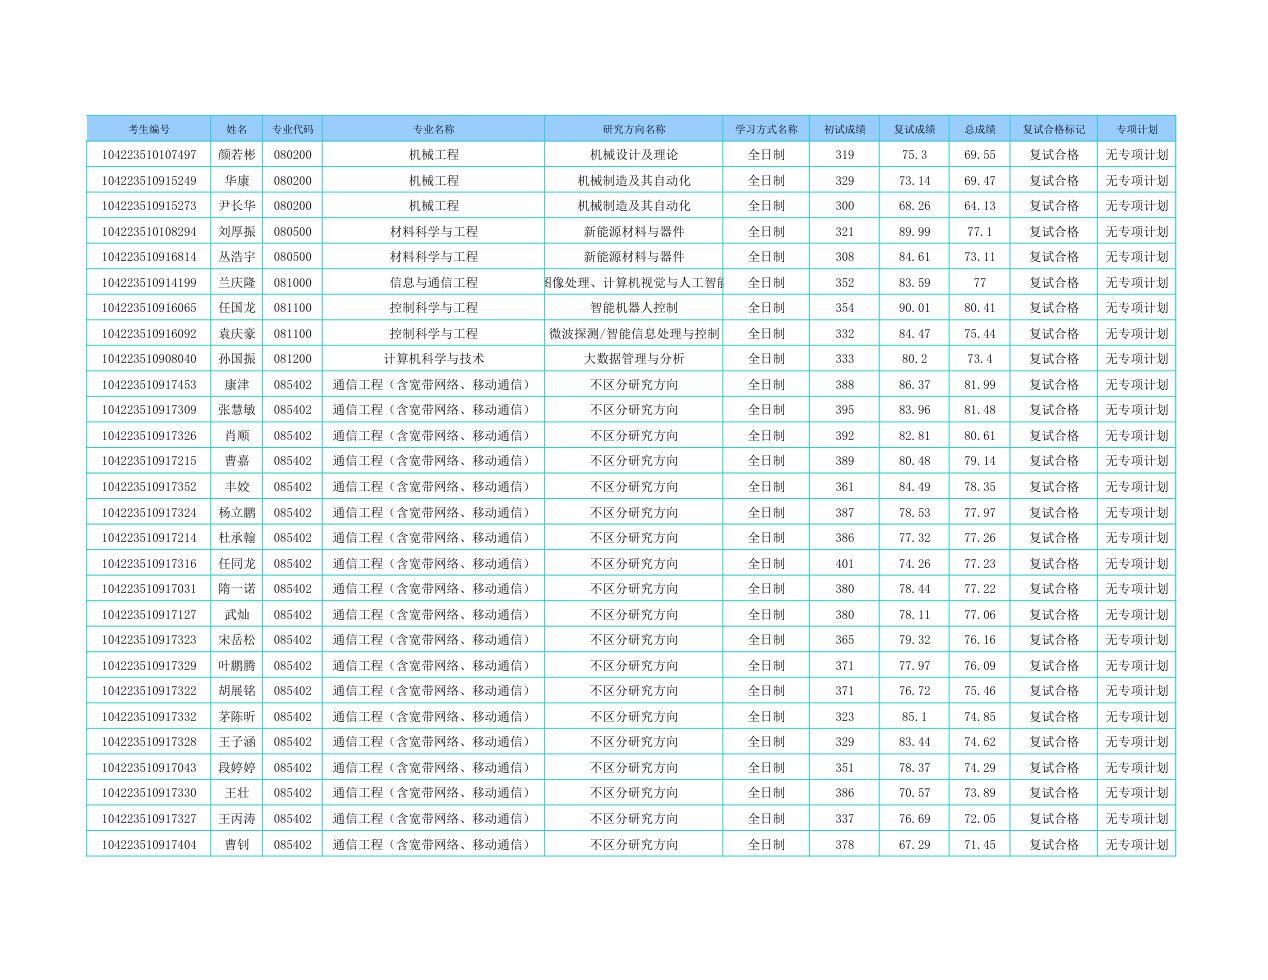 考生编号 姓名 专业代码 专业名称 研究方向名称 学习方式名称 初试成绩 复试成绩 总成绩 复试合格标记 专项计划
104223510107497 颜若彬 080200 机械工程 机械设计及理论 全日制 319 75.3 69.55 复试合格 无专项计划
104223510915249 华康 080200 机械工程 机械制造及其自动化 全日制 329 73.14 69.47 复试合格 无专项计划
104223510915273 尹长华 080200 机械工程 机械制造及其自动化 全日制 300 68.26 64.13 复试合格 无专项计划
104223510108294 刘厚振 080500 材料科学与工程 新能源材料与器件 全日制 321 89.99 77.1 复试合格 无专项计划
104223510916814 丛浩宇 080500 材料科学与工程 新能源材料与器件 全日制 308 84.61 73.11 复试合格 无专项计划
104223510914199 兰庆隆 081000 信息与通信工程 图像处理、计算机视觉与人工智能 全日制 352 83.59 77 复试合格 无专项计划
104223510916065 任国龙 081100 控制科学与工程 智能机器人控制 全日制 354 90.01 80.41 复试合格 无专项计划
104223510916092 袁庆豪 081100 控制科学与工程 微波探测/智能信息处理与控制 全日制 332 84.47 75.44 复试合格 无专项计划
104223510908040 孙国振 081200 计算机科学与技术 大数据管理与分析 全日制 333 80.2 73.4 复试合格 无专项计划
104223510917453 康津 085402 通信工程（含宽带网络、移动通信） 不区分研究方向 全日制 388 86.37 81.99 复试合格 无专项计划
104223510917309 张慧敏 085402 通信工程（含宽带网络、移动通信） 不区分研究方向 全日制 395 83.96 81.48 复试合格 无专项计划
104223510917326 肖顺 085402 通信工程（含宽带网络、移动通信） 不区分研究方向 全日制 392 82.81 80.61 复试合格 无专项计划
104223510917215 曹嘉 085402 通信工程（含宽带网络、移动通信） 不区分研究方向 全日制 389 80.48 79.14 复试合格 无专项计划
104223510917352 丰姣 085402 通信工程（含宽带网络、移动通信） 不区分研究方向 全日制 361 84.49 78.35 复试合格 无专项计划
104223510917324 杨立鹏 085402 通信工程（含宽带网络、移动通信） 不区分研究方向 全日制 387 78.53 77.97 复试合格 无专项计划
104223510917214 杜承翰 085402 通信工程（含宽带网络、移动通信） 不区分研究方向 全日制 386 77.32 77.26 复试合格 无专项计划
104223510917316 任同龙 085402 通信工程（含宽带网络、移动通信） 不区分研究方向 全日制 401 74.26 77.23 复试合格 无专项计划
104223510917031 隋一诺 085402 通信工程（含宽带网络、移动通信） 不区分研究方向 全日制 380 78.44 77.22 复试合格 无专项计划
104223510917127 武灿 085402 通信工程（含宽带网络、移动通信） 不区分研究方向 全日制 380 78.11 77.06 复试合格 无专项计划
104223510917323 宋岳松 085402 通信工程（含宽带网络、移动通信） 不区分研究方向 全日制 365 79.32 76.16 复试合格 无专项计划
104223510917329 叶鹏腾 085402 通信工程（含宽带网络、移动通信） 不区分研究方向 全日制 371 77.97 76.09 复试合格 无专项计划
104223510917322 胡展铭 085402 通信工程（含宽带网络、移动通信） 不区分研究方向 全日制 371 76.72 75.46 复试合格 无专项计划
104223510917332 茅陈昕 085402 通信工程（含宽带网络、移动通信） 不区分研究方向 全日制 323 85.1 74.85 复试合格 无专项计划
104223510917328 王子涵 085402 通信工程（含宽带网络、移动通信） 不区分研究方向 全日制 329 83.44 74.62 复试合格 无专项计划
104223510917043 段婷婷 085402 通信工程（含宽带网络、移动通信） 不区分研究方向 全日制 351 78.37 74.29 复试合格 无专项计划
104223510917330 王壮 085402 通信工程（含宽带网络、移动通信） 不区分研究方向 全日制 386 70.57 73.89 复试合格 无专项计划
104223510917327 王丙涛 085402 通信工程（含宽带网络、移动通信） 不区分研究方向 全日制 337 76.69 72.05 复试合格 无专项计划
104223510917404 曹钊 085402 通信工程（含宽带网络、移动通信） 不区分研究方向 全日制 378 67.29 71.45 复试合格 无专项计划